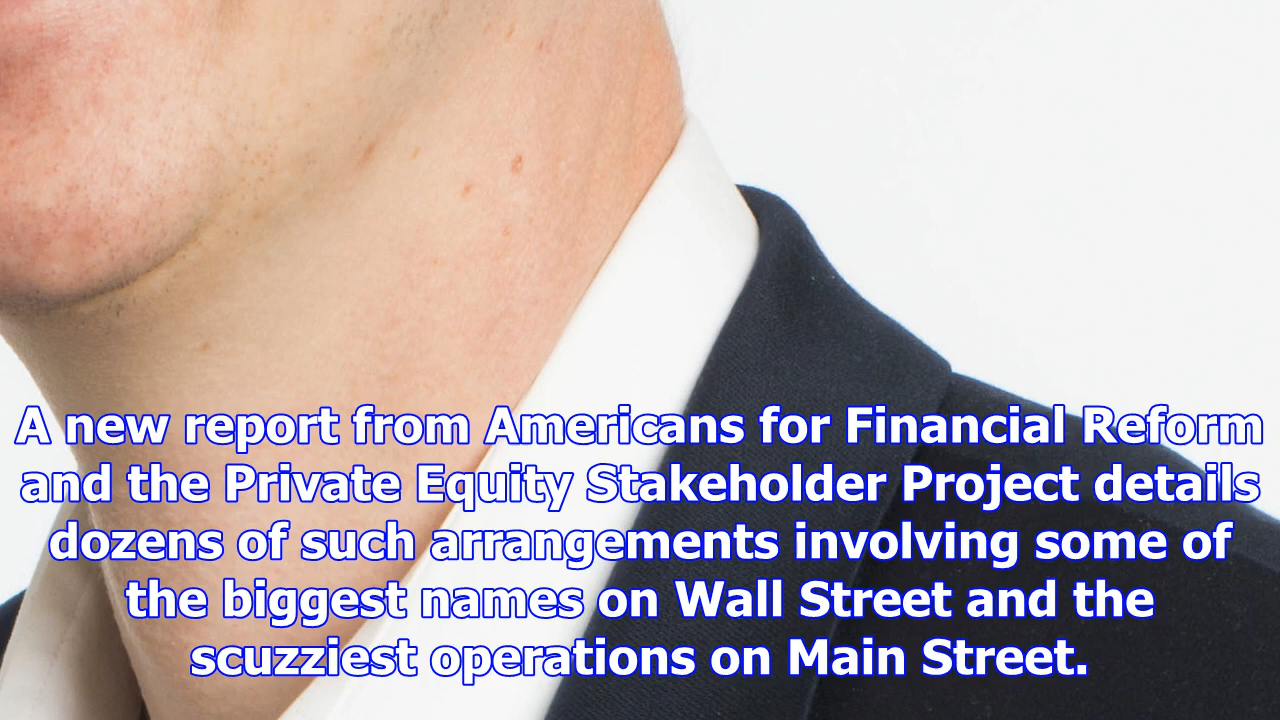 A new report from Americans for Financial Reform
and the Private Equity Stakeholder Project details
dozens of such arrangements involving some of
the biggest names on Wall Street and the
scuzziest operations on Main Street.